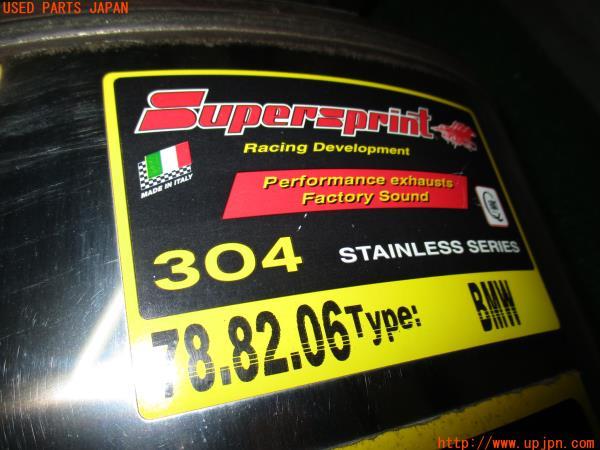 USED PARTS JAPAN
Supersprint
Racing Development
MADE IN ITALY
Performance exhausts
Factory Sound
304 STAINLESS SERIES
78.82.06 Type: BMW
http://www.upjpn.com/